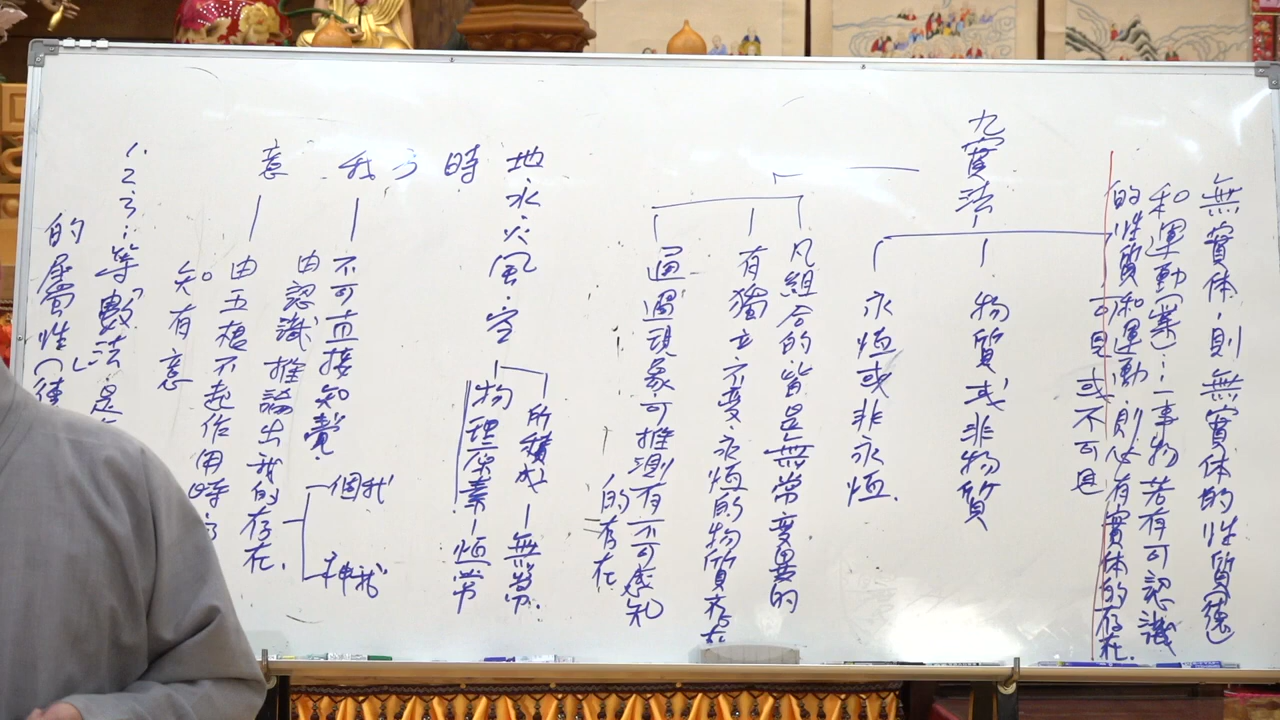 無實体.則無實体的性質(德)
和運動(業)：一事物若有可認識
的性質和運動則必有實体的存在.
九實法
可見或不可見
物質或非物質
永恆或非永恆.
凡組合的皆是無常變異的
有獨立不變永恆的物質存在
通過現象可推測有不可感知
的存在
地水火風.空
所積成—無常.
物理原素—恆常
時
方
我
不可直接知覺.
由認識推論出我的存在.
個我
神我
意
由五根不起作用時
知有意
1.2.3…等「數法」是
的屬性(德